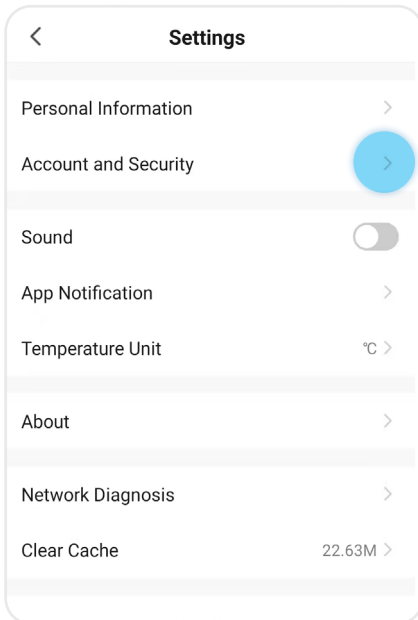 Settings
Personal Information
Account and Security
Sound
App Notification
Temperature Unit ℃
About
Network Diagnosis
Clear Cache 22.63M